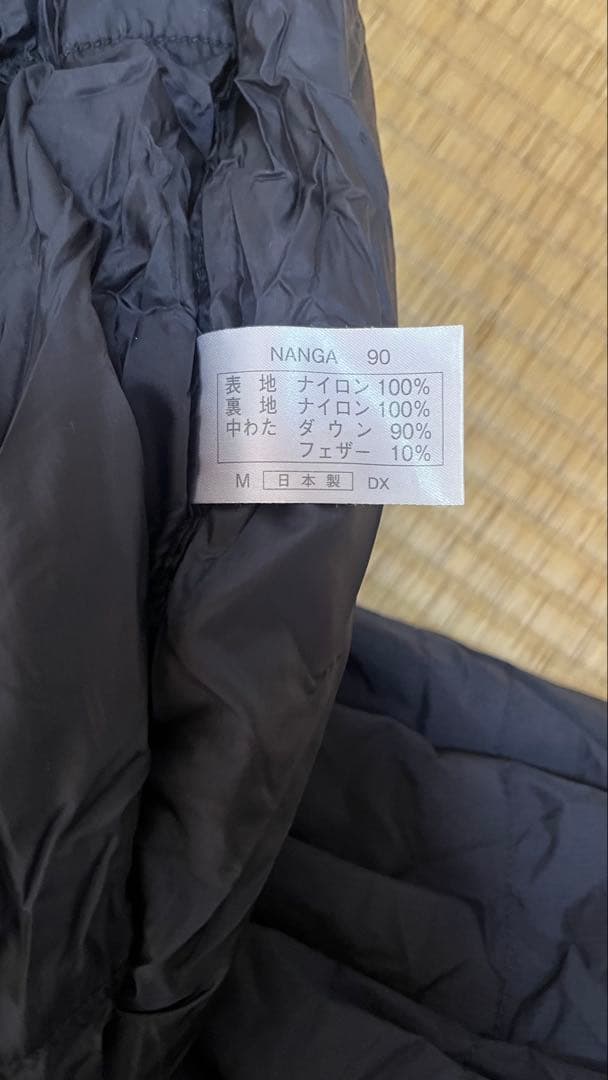 NANGA 90
表地 ナイロン 100%
裏地 ナイロン 100%
中わた ダウン 90%
フェザー 10%
M 日本製 DX